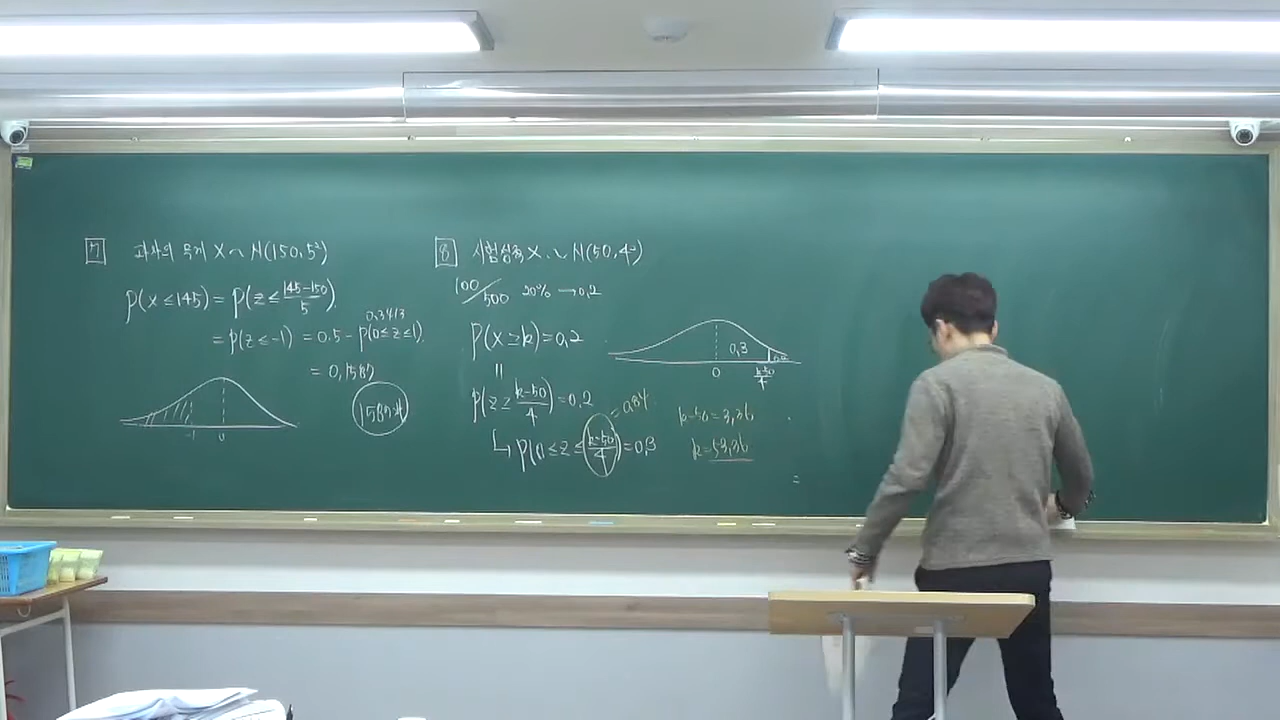 7 과자의 무게 X ~ N(150, 5²)
P(X≤145) = P(Z≤(145-150)/5)
= P(Z≤-1) = 0.5 - P(0≤Z≤1)
0.3413
= 0.1587
-1 0
1587개
8 시험성적 X ~ N(50, 4²)
100/500 20% → 0.2
P(X≥k) = 0.2
||
P(Z≥(k-50)/4) = 0.2
↳ P(0≤Z≤(k-50)/4) = 0.3
= 0.84
0.3 0.2
0 (k-50)/4
k-50 = 3.36
k = 53.36
=